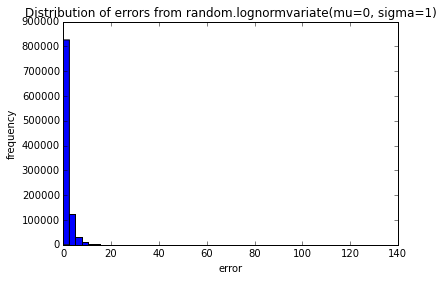 Distribution of errors from random.lognormvariate(mu=0, sigma=1)
900000
800000
700000
600000
500000
400000
300000
200000
100000
0
frequency
0 20 40 60 80 100 120 140
error